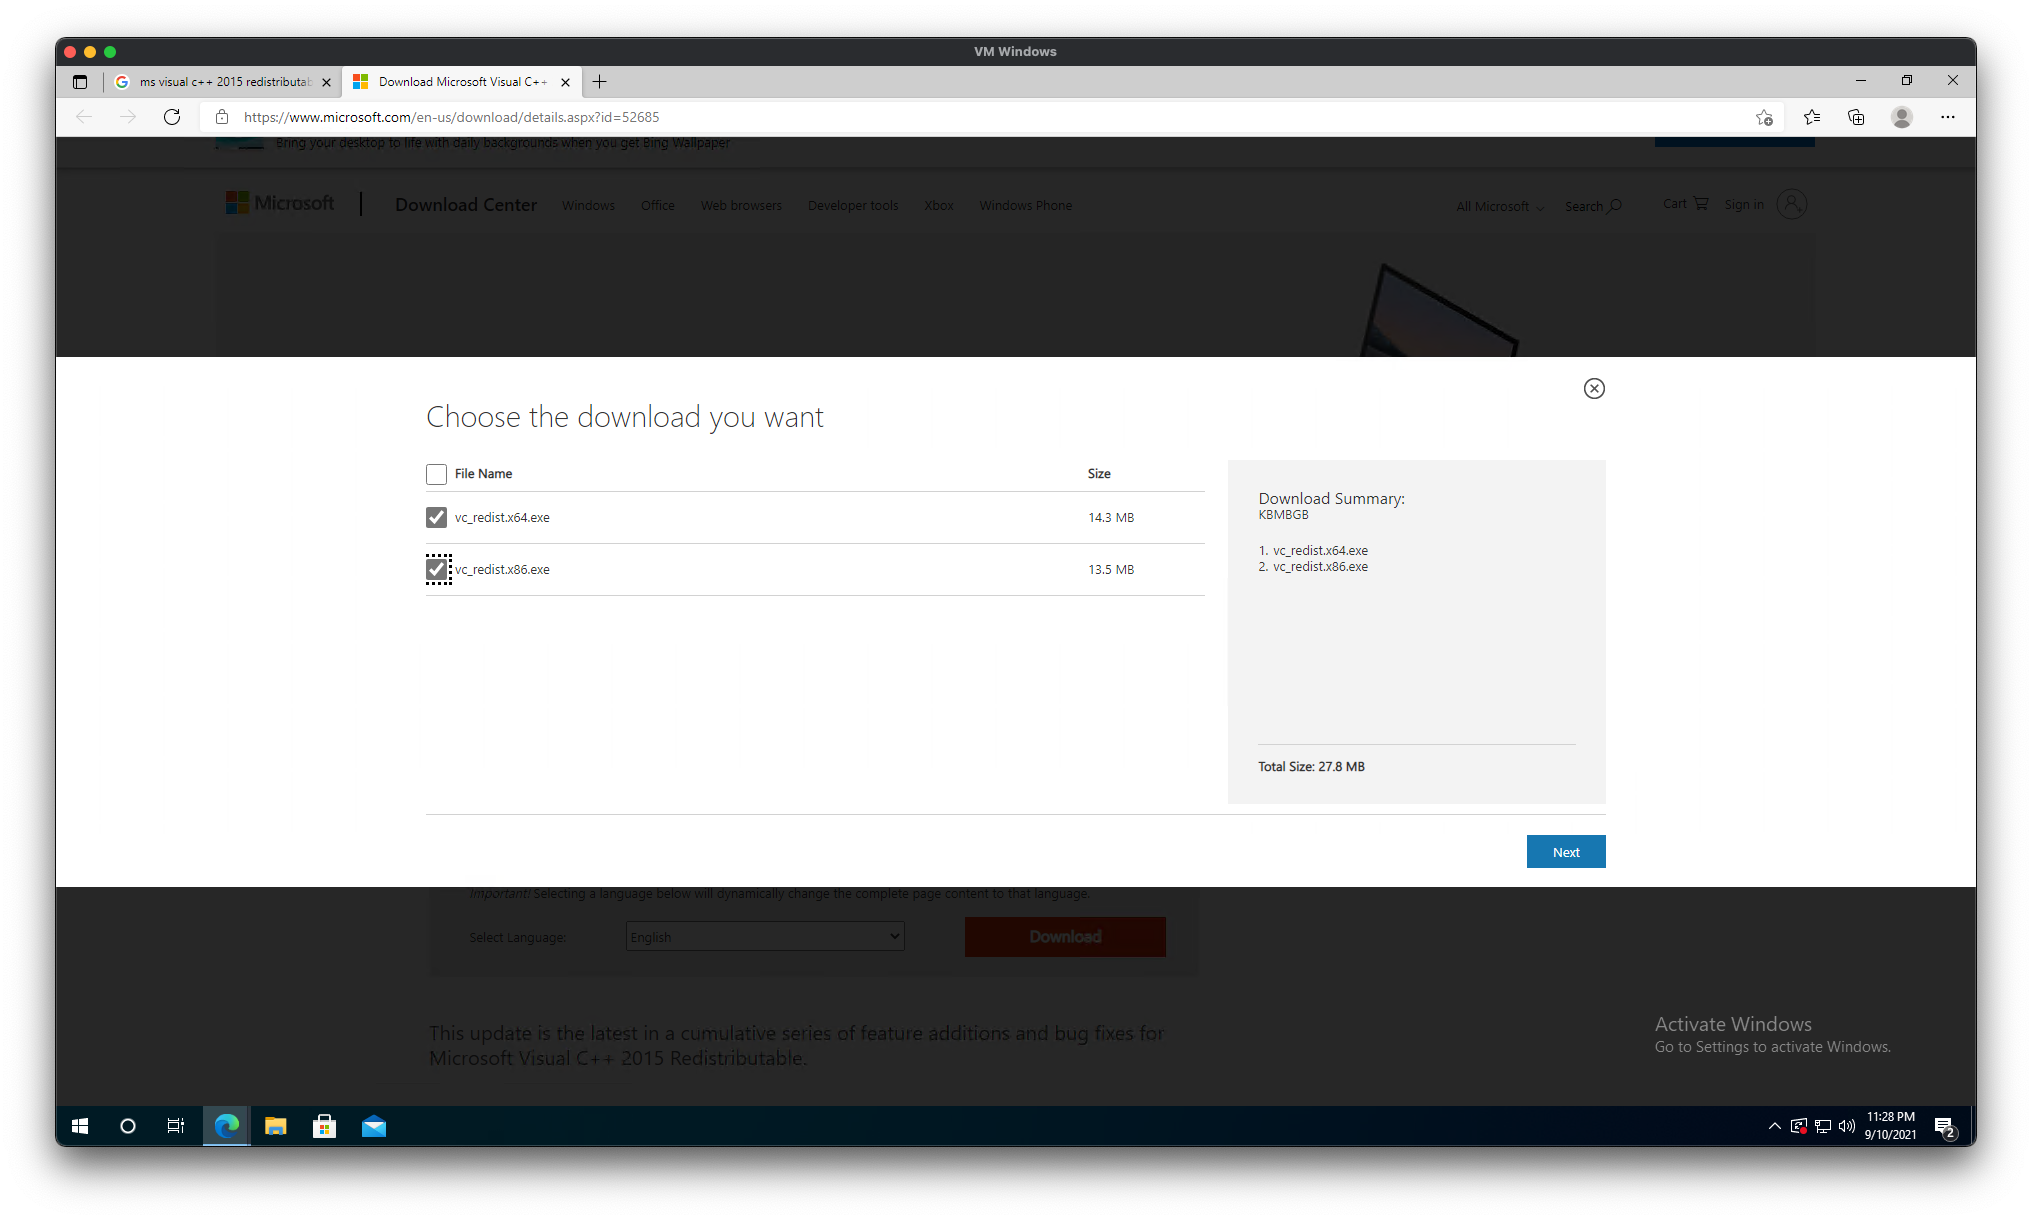 VM Windows
ms visual c++ 2015 redistributab
Download Microsoft Visual C++
https://www.microsoft.com/en-us/download/details.aspx?id=52685
Bring your desktop to life with daily backgrounds when you get Bing Wallpaper
Microsoft
Download Center
Windows
Office
Web browsers
Developer tools
Xbox
Windows Phone
All Microsoft
Search
Cart
Sign in
Choose the download you want
File Name
Size
vc_redist.x64.exe
14.3 MB
vc_redist.x86.exe
13.5 MB
Download Summary:
KBMBGB
1. vc_redist.x64.exe
2. vc_redist.x86.exe
Total Size: 27.8 MB
Next
Important! Selecting a language below will dynamically change the complete page content to that language.
Select Language:
English
Download
This update is the latest in a cumulative series of feature additions and bug fixes for
Microsoft Visual C++ 2015 Redistributable.
Activate Windows
Go to Settings to activate Windows.
11:28 PM
9/10/2021
2